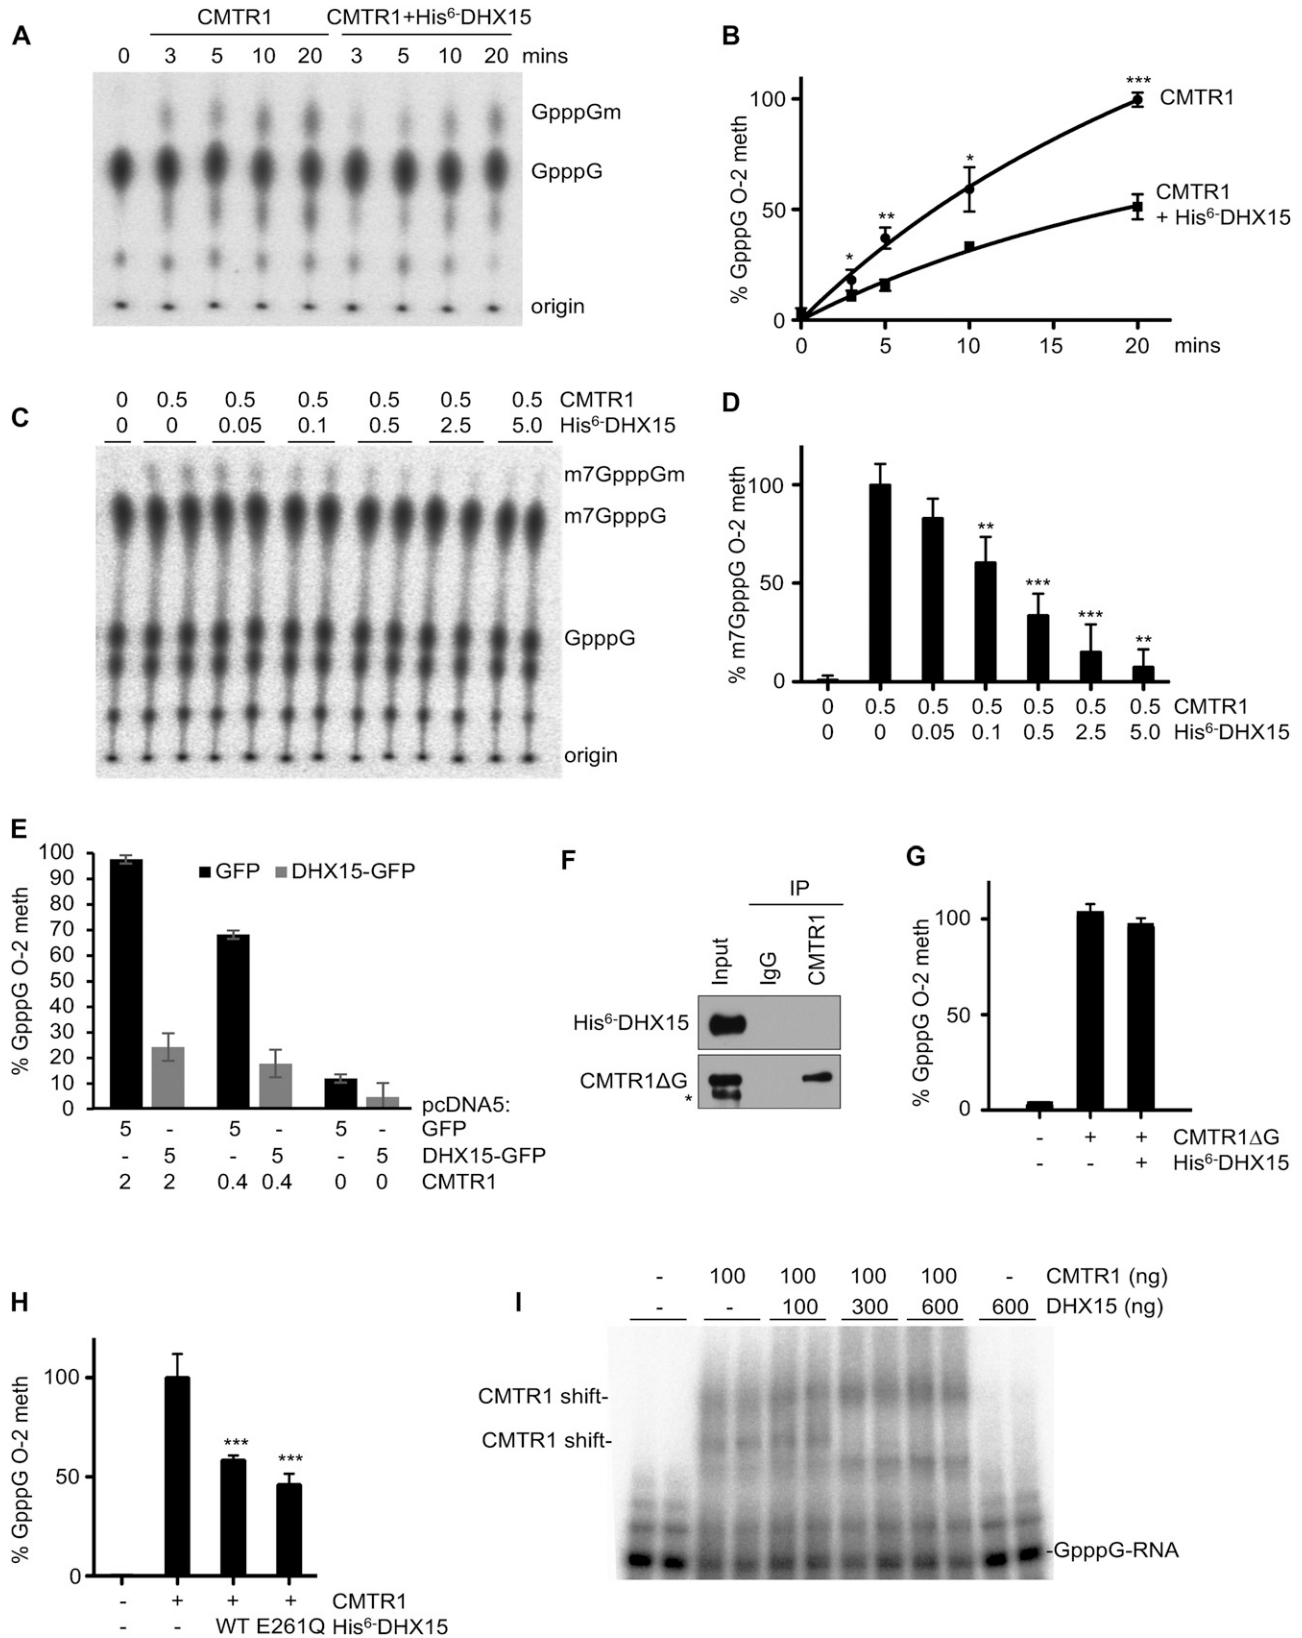 A
CMTR1 CMTR1+His6-DHX15
0 3 5 10 20 3 5 10 20 mins
GpppGm
GpppG
origin
B
% GpppG O-2 meth
100
50
0
0 5 10 15 20 mins
* ** * ***
CMTR1
CMTR1
+ His6-DHX15
C
0 0.5 0.5 0.5 0.5 0.5 0.5 CMTR1
0 0 0.05 0.1 0.5 2.5 5.0 His6-DHX15
m7GpppGm
m7GpppG
GpppG
origin
D
% m7GpppG O-2 meth
100
50
0
** *** *** **
0 0.5 0.5 0.5 0.5 0.5 0.5 CMTR1
0 0 0.05 0.1 0.5 2.5 5.0 His6-DHX15
E
% GpppG O-2 meth
100
90
80
70
60
50
40
30
20
10
0
GFP DHX15-GFP
pcDNA5:
5 - 5 - 5 - GFP
- 5 - 5 - 5 DHX15-GFP
2 2 0.4 0.4 0 0 CMTR1
F
IP
Input IgG CMTR1
His6-DHX15
CMTR1ΔG
*
G
% GpppG O-2 meth
100
50
0
- + + CMTR1ΔG
- - + His6-DHX15
H
% GpppG O-2 meth
100
50
0
*** ***
- + + + CMTR1
- - WT E261Q His6-DHX15
I
- 100 100 100 100 - CMTR1 (ng)
- - 100 300 600 600 DHX15 (ng)
CMTR1 shift-
CMTR1 shift-
-GpppG-RNA